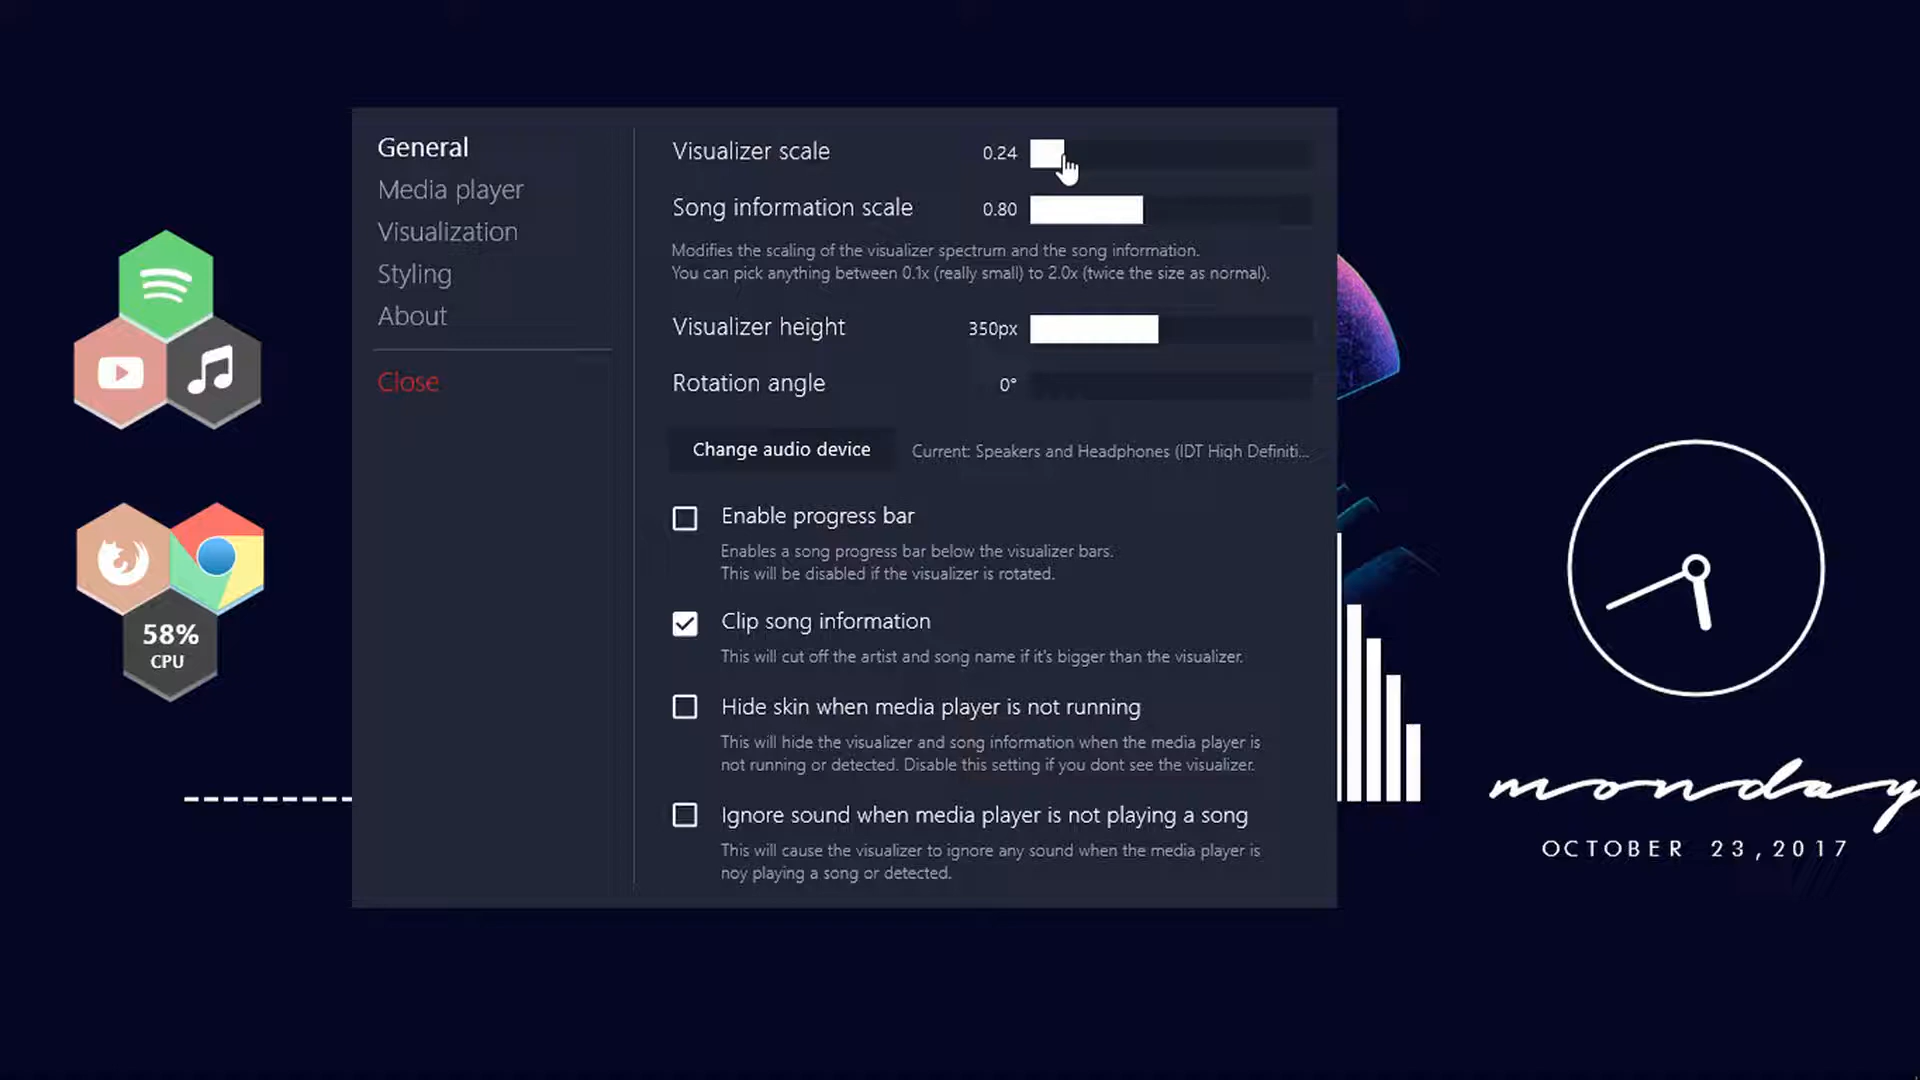 General
Media player
Visualization
Styling
About
Close
Visualizer scale 0.24
Song information scale 0.80
Modifies the scaling of the visualizer spectrum and the song information.
You can pick anything between 0.1x (really small) to 2.0x (twice the size as normal).
Visualizer height 350px
Rotation angle 0°
Change audio device Current: Speakers and Headphones (IDT High Definiti...
Enable progress bar
Enables a song progress bar below the visualizer bars.
This will be disabled if the visualizer is rotated.
Clip song information
This will cut off the artist and song name if it's bigger than the visualizer.
Hide skin when media player is not running
This will hide the visualizer and song information when the media player is
not running or detected. Disable this setting if you dont see the visualizer.
Ignore sound when media player is not playing a song
This will cause the visualizer to ignore any sound when the media player is
noy playing a song or detected.
58%
CPU
monday
OCTOBER 23,2017